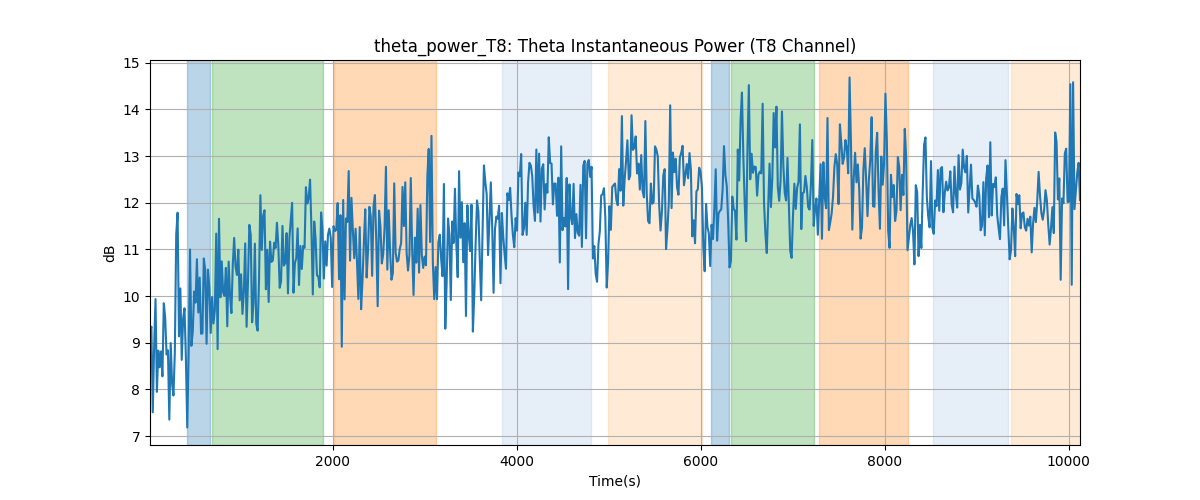 theta_power_T8: Theta Instantaneous Power (T8 Channel)
15
14
13
12
11
10
9
8
7
dB
2000 4000 6000 8000 10000
Time(s)